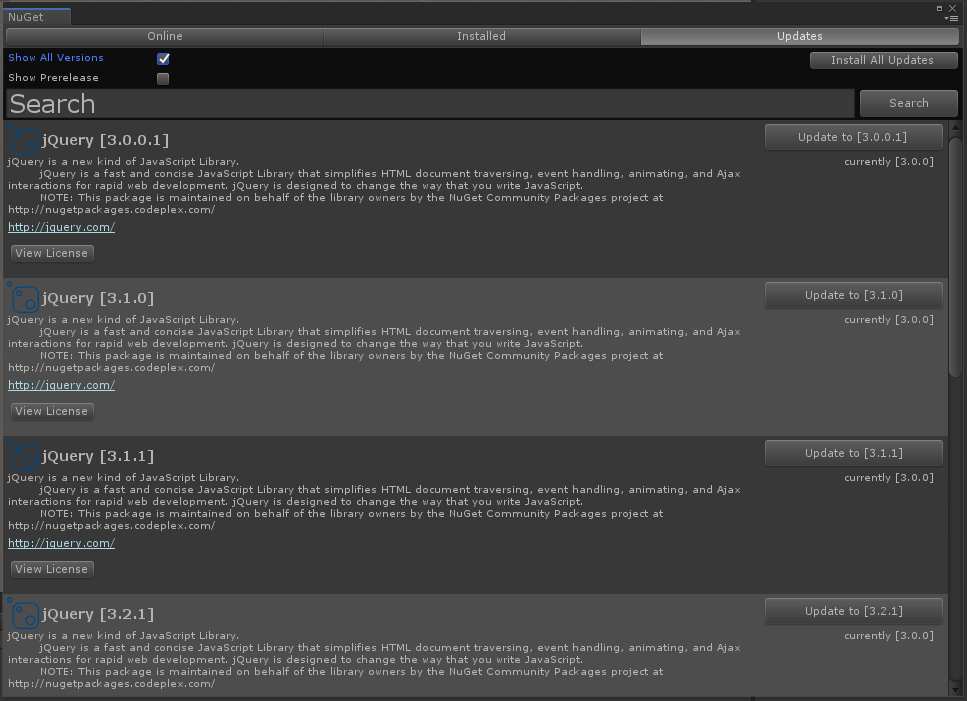 NuGet
Online Installed Updates
Show All Versions Install All Updates
Show Prerelease
Search Search
jQuery [3.0.0.1] Update to [3.0.0.1]
jQuery is a new kind of JavaScript Library. currently [3.0.0]
jQuery is a fast and concise JavaScript Library that simplifies HTML document traversing, event handling, animating, and Ajax
interactions for rapid web development. jQuery is designed to change the way that you write JavaScript.
NOTE: This package is maintained on behalf of the library owners by the NuGet Community Packages project at
http://nugetpackages.codeplex.com/
http://jquery.com/
View License
jQuery [3.1.0] Update to [3.1.0]
jQuery is a new kind of JavaScript Library. currently [3.0.0]
jQuery is a fast and concise JavaScript Library that simplifies HTML document traversing, event handling, animating, and Ajax
interactions for rapid web development. jQuery is designed to change the way that you write JavaScript.
NOTE: This package is maintained on behalf of the library owners by the NuGet Community Packages project at
http://nugetpackages.codeplex.com/
http://jquery.com/
View License
jQuery [3.1.1] Update to [3.1.1]
jQuery is a new kind of JavaScript Library. currently [3.0.0]
jQuery is a fast and concise JavaScript Library that simplifies HTML document traversing, event handling, animating, and Ajax
interactions for rapid web development. jQuery is designed to change the way that you write JavaScript.
NOTE: This package is maintained on behalf of the library owners by the NuGet Community Packages project at
http://nugetpackages.codeplex.com/
http://jquery.com/
View License
jQuery [3.2.1] Update to [3.2.1]
jQuery is a new kind of JavaScript Library. currently [3.0.0]
jQuery is a fast and concise JavaScript Library that simplifies HTML document traversing, event handling, animating, and Ajax
interactions for rapid web development. jQuery is designed to change the way that you write JavaScript.
NOTE: This package is maintained on behalf of the library owners by the NuGet Community Packages project at
http://nugetpackages.codeplex.com/